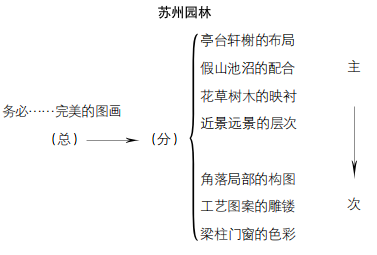 苏州园林
亭台轩榭的布局
假山池沼的配合
主
花草树木的映衬
务必……完美的图画
近景远景的层次
(总)
(分)
角落局部的构图
工艺图案的雕镂
次
梁柱门窗的色彩